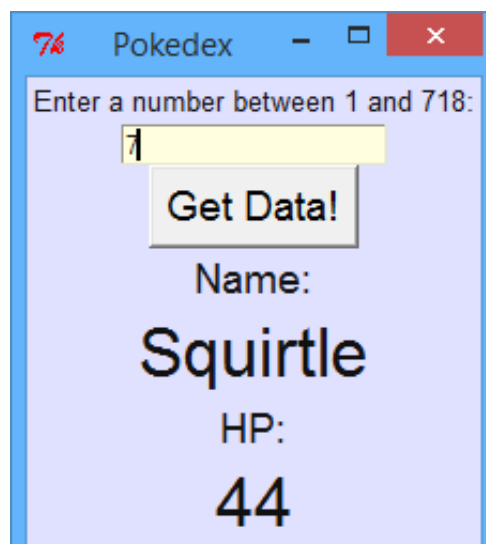 Pokedex
Enter a number between 1 and 718:
7
Get Data!
Name:
Squirtle
HP:
44